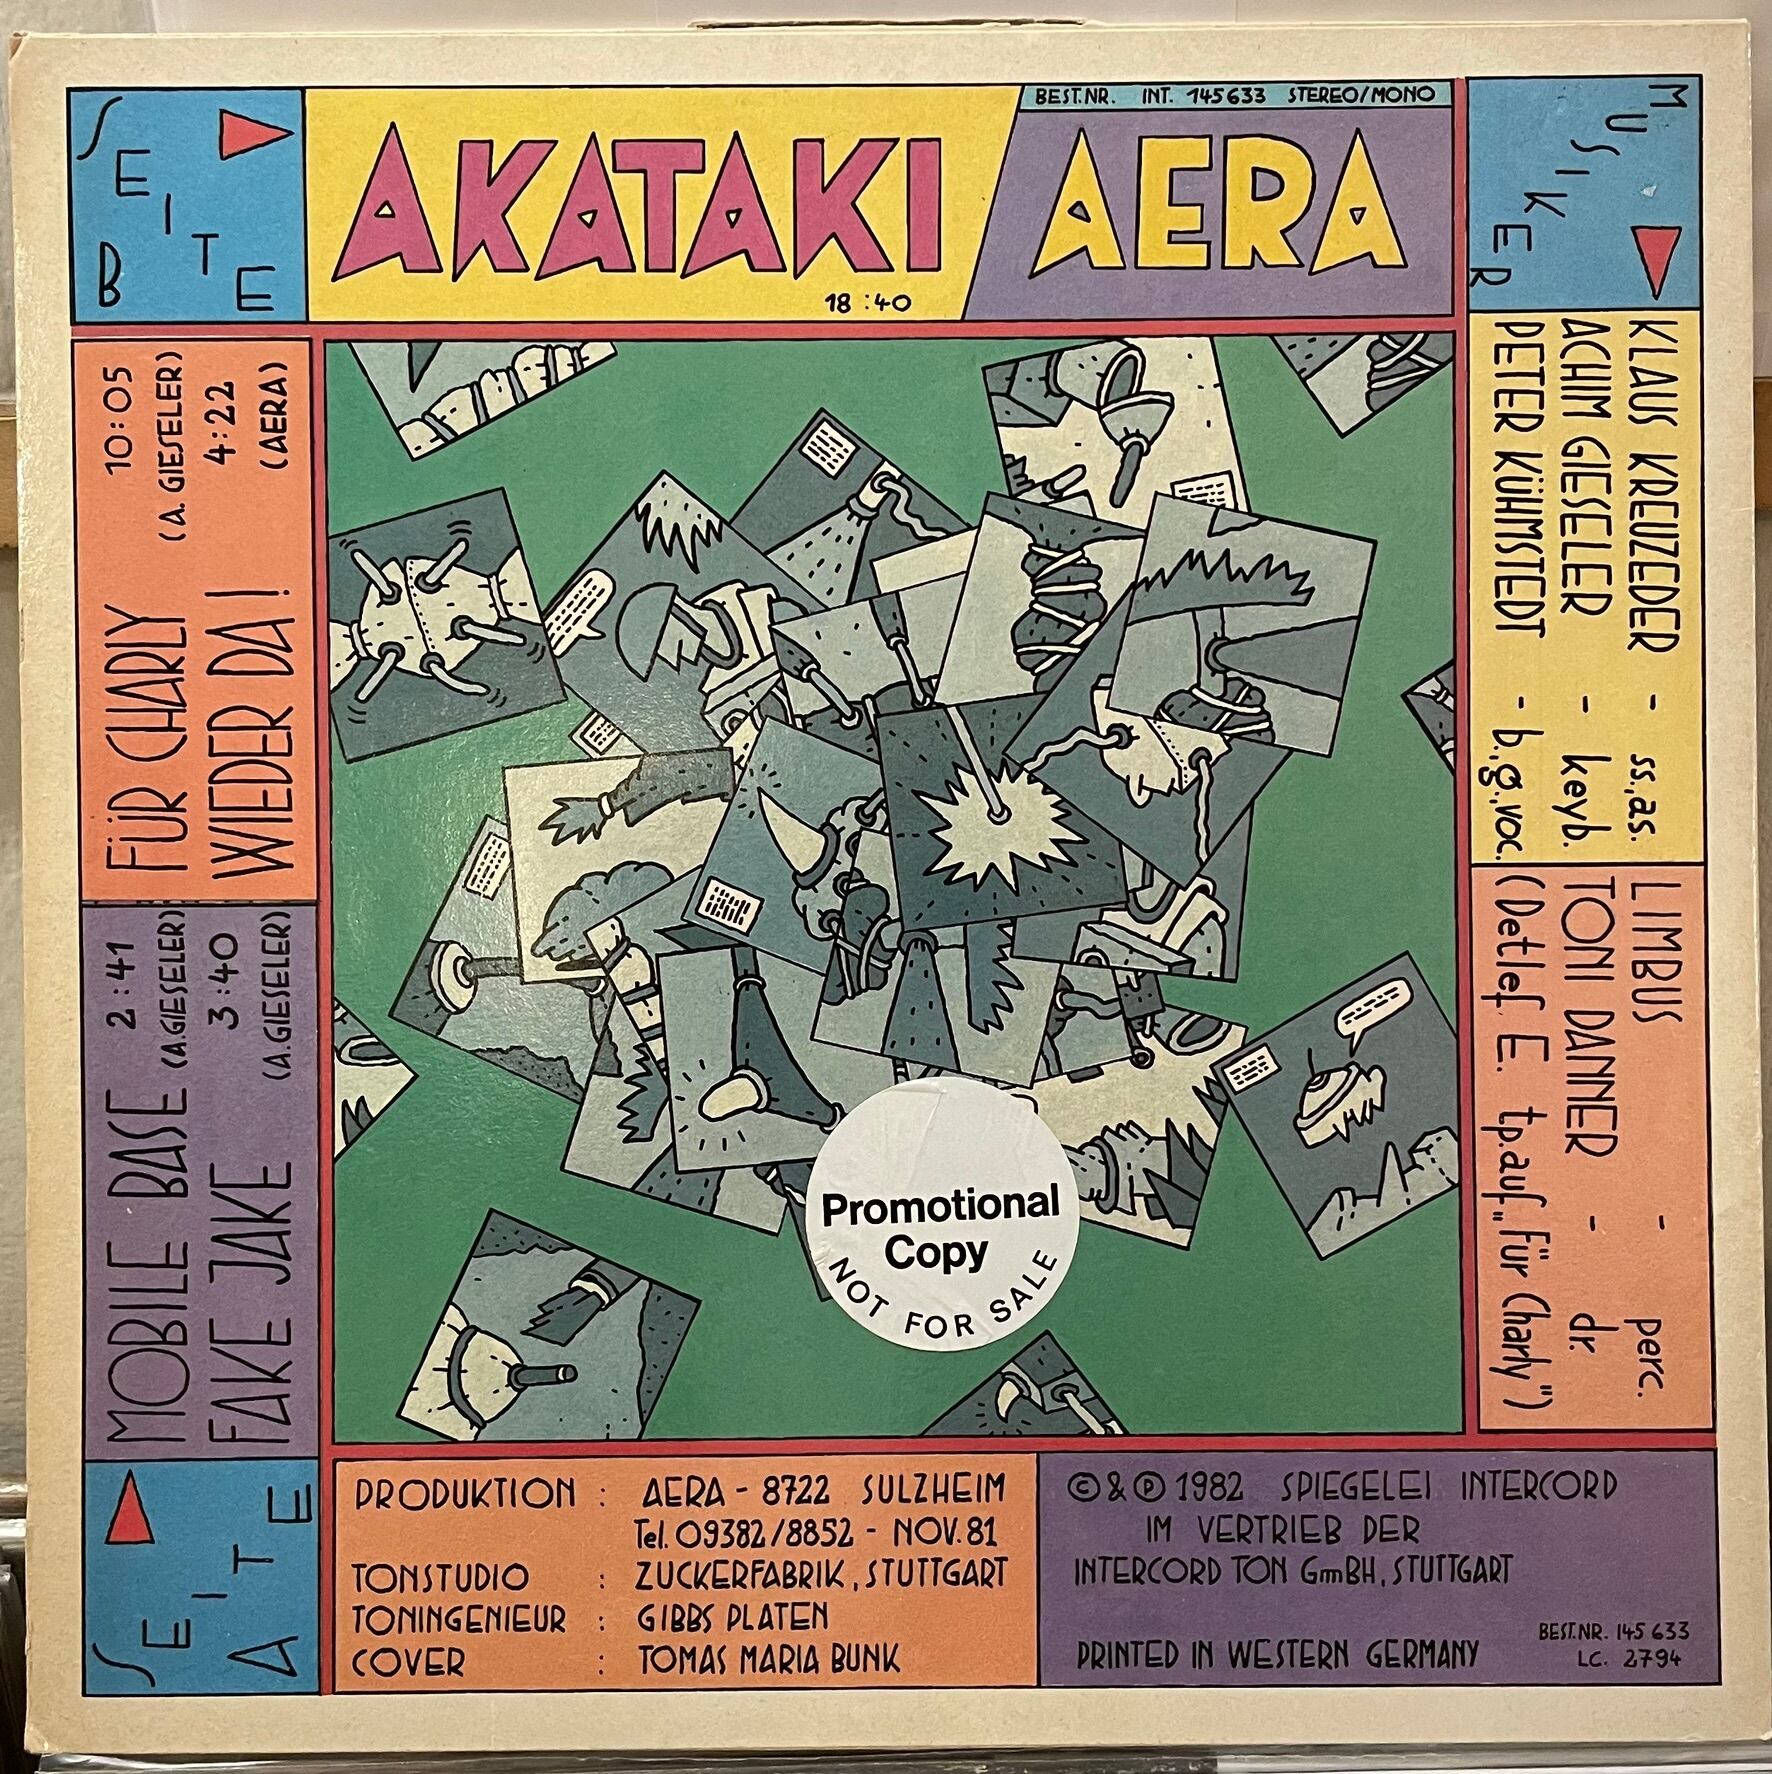 SEITE B
AKATAKI
18:40
BEST.NR. INT. 145633 STEREO/MONO
AERA
MUSIKER
KLAUS KREUZEDER - ss.,as.
ACHIM GIESELER - keyb.
PETER KÜHMSTEDT - b,g,voc.
LIMBUS - perc.
TONI DANNER - dr.
(Detlef. E. tp.auf „Für Charly")
SEITE A
MOBILE BASE 2:41
(A.GIESELER)
FAKE JAKE 3:40
(A.GIESELER)
FÜR CHARLY 10:05
(A. GIESELER)
WIEDER DA! 4:22
(AERA)
Promotional
Copy
NOT FOR SALE
PRODUKTION : AERA - 8722 SULZHEIM
Tel. 09382/8852 - NOV. 81
TONSTUDIO : ZUCKERFABRIK, STUTTGART
TONINGENIEUR : GIBBS PLATEN
COVER : TOMAS MARIA BUNK
© & ℗ 1982 SPIEGELEI INTERCORD
IM VERTRIEB DER
INTERCORD TON GmBH, STUTTGART
BEST.NR. 145 633
PRINTED IN WESTERN GERMANY
LC. 2794